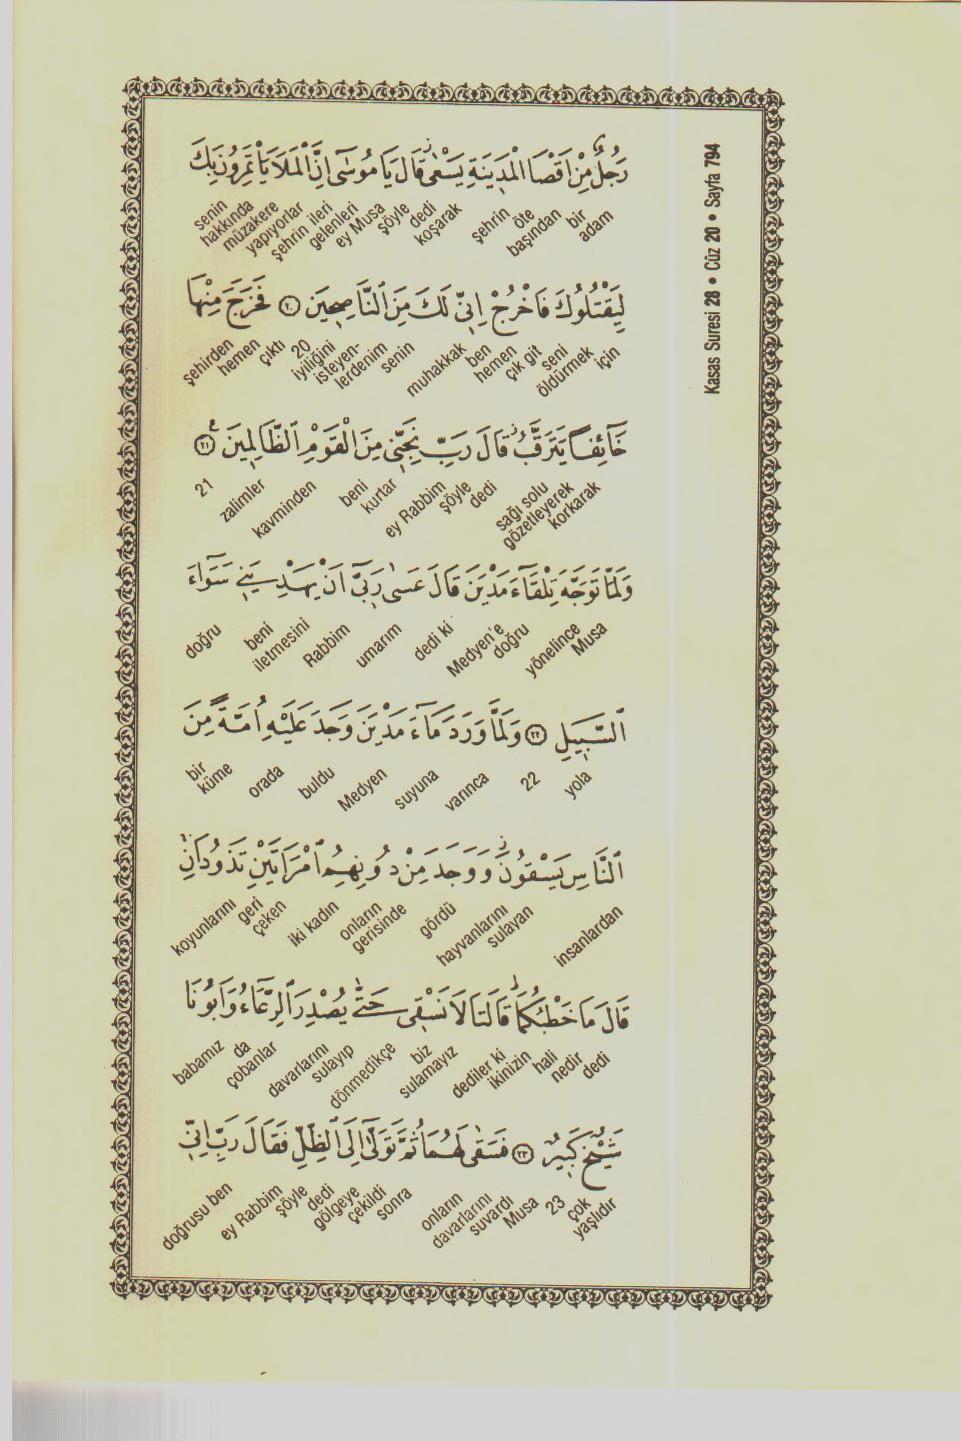 Kasas Suresi 28 • Cüz 20 • Sayfa 794
رَجُلٌ مِنْ اَقْصَا الْمَدِينَةِ يَسْعٰىۘ قَالَ يَا مُوسٰٓى اِنَّ الْمَلَاَ يَاْتَمِرُونَ بِكَ
adam bir başından öte şehrin koşarak dedi şöyle ey Musa gelenleri şehrin ileri yapıyorlar müzakere hakkında senin
لِيَقْتُلُوكَ فَاخْرُجْ اِنِّي لَكَ مِنَ النَّاصِحِينَ ﴿٢٠﴾ فَخَرَجَ مِنْهَا
için öldürmek seni çık git hemen ben muhakkak senin isteyen-lerdenim iyiliğini 20 çıktı hemen şehirden
خَآئِفًا يَتَرَقَّبُۘ قَالَ رَبِّ نَجِّنِي مِنَ الْقَوْمِ الظَّالِمِينَ ﴿٢١﴾
korkarak gözetleyerek sağı solu dedi şöyle ey Rabbim kurtar beni kavminden zalimler 21
وَلَمَّا تَوَجَّهَ تِلْقَآءَ مَدْيَنَ قَالَ عَسٰى رَبِّٓي اَنْ يَهْدِيَنِي سَوَآءَ
Musa yönelince doğru Medyen'e dedi ki umarım Rabbim iletmesini beni doğru
السَّبِيلِ ﴿٢٢﴾ وَلَمَّا وَرَدَ مَآءَ مَدْيَنَ وَجَدَ عَلَيْهِ اُمَّةً مِنَ
yola 22 varınca suyuna Medyen buldu orada küme bir
النَّاسِ يَسْقُونَۘ وَوَجَدَ مِنْ دُونِهِمُ امْرَاَتَيْنِ تَذُودَانِۚ
insanlardan sulayan hayvanlarını gördü gerisinde onların iki kadın çeken geri koyunlarını
قَالَ مَا خَطْبُكُمَاۜ قَالَتَا لَا نَسْقِي حَتّٰى يُصْدِرَ الرِّعَآءُ وَاَبُونَا
dedi nedir hali ikinizin dediler ki sulamayız biz dönmedikçe sulayıp davarlarını çobanlar da babamız
شَيْخٌ كَبِيرٌ ﴿٢٣﴾ فَسَقٰى لَهُمَا ثُمَّ تَوَلّٰٓى اِلَى الظِّلِّ فَقَالَ رَبِّ اِنِّي
yaşlıdır çok 23 Musa suvardı davarlarını onların sonra çekildi gölgeye dedi şöyle ey Rabbim doğrusu ben